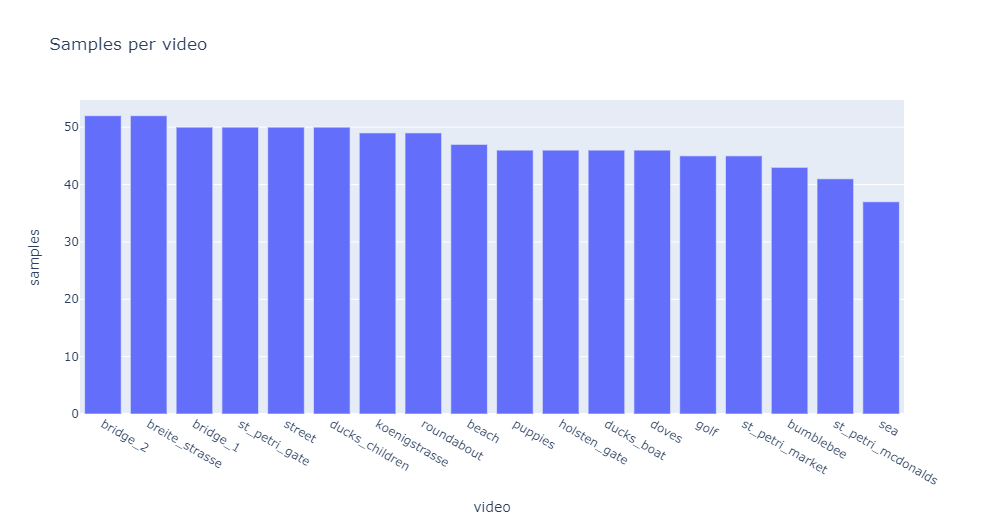 Samples per video
samples
50
40
30
20
10
0
bridge_2
breite_strasse
bridge_1
st_petri_gate
street
ducks_children
koenigstrasse
roundabout
beach
puppies
holsten_gate
ducks_boat
doves
golf
st_petri_market
bumblebee
st_petri_mcdonalds
sea
video